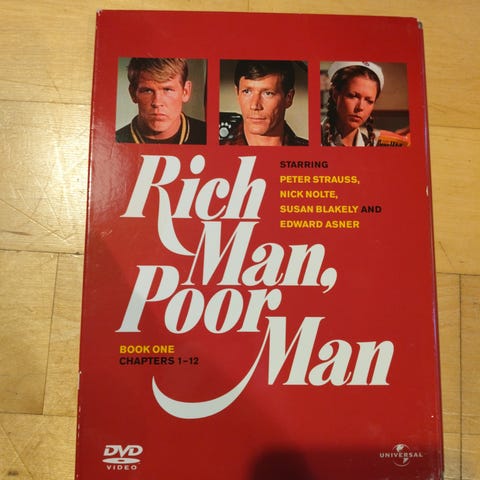 STARRING
PETER STRAUSS,
NICK NOLTE,
SUSAN BLAKELY AND
EDWARD ASNER
Rich
Man,
Poor
Man
BOOK ONE
CHAPTERS 1–12
DVD
VIDEO
UNIVERSAL